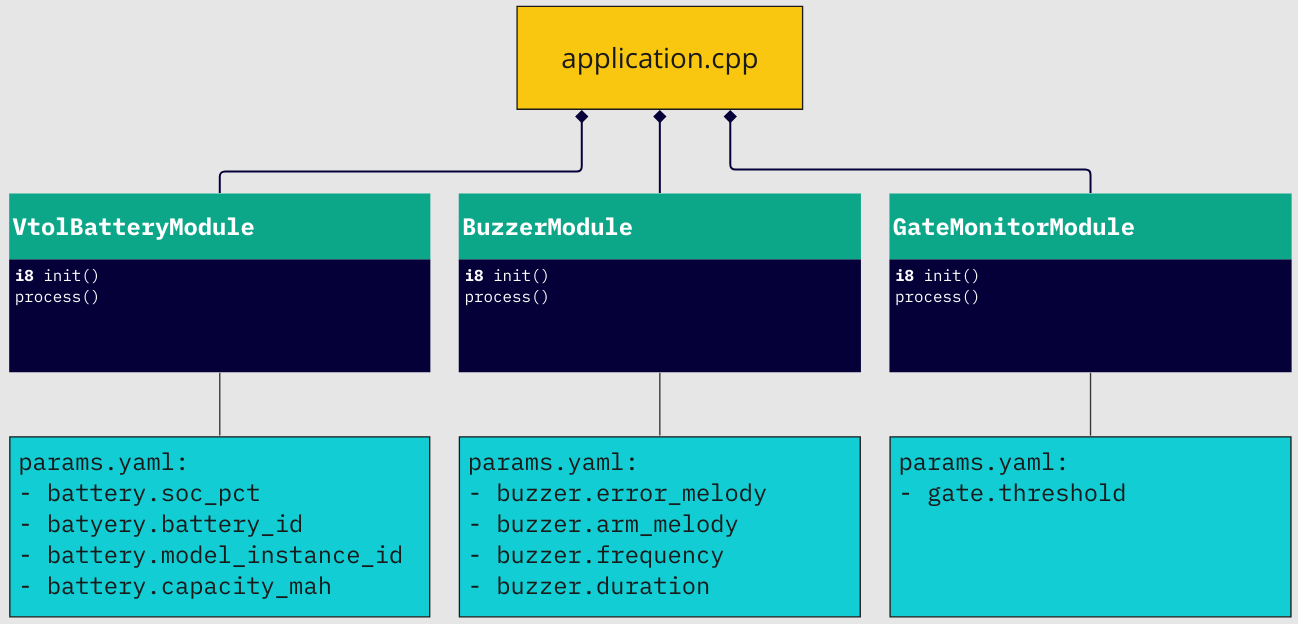 application.cpp
VtolBatteryModule
i8 init()
process()
BuzzerModule
i8 init()
process()
GateMonitorModule
i8 init()
process()
params.yaml:
- battery.soc_pct
- batyery.battery_id
- battery.model_instance_id
- battery.capacity_mah
params.yaml:
- buzzer.error_melody
- buzzer.arm_melody
- buzzer.frequency
- buzzer.duration
params.yaml:
- gate.threshold